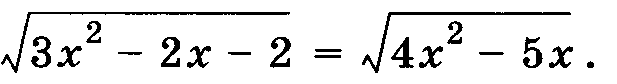 √(3x² − 2x − 2) = √(4x² − 5x).